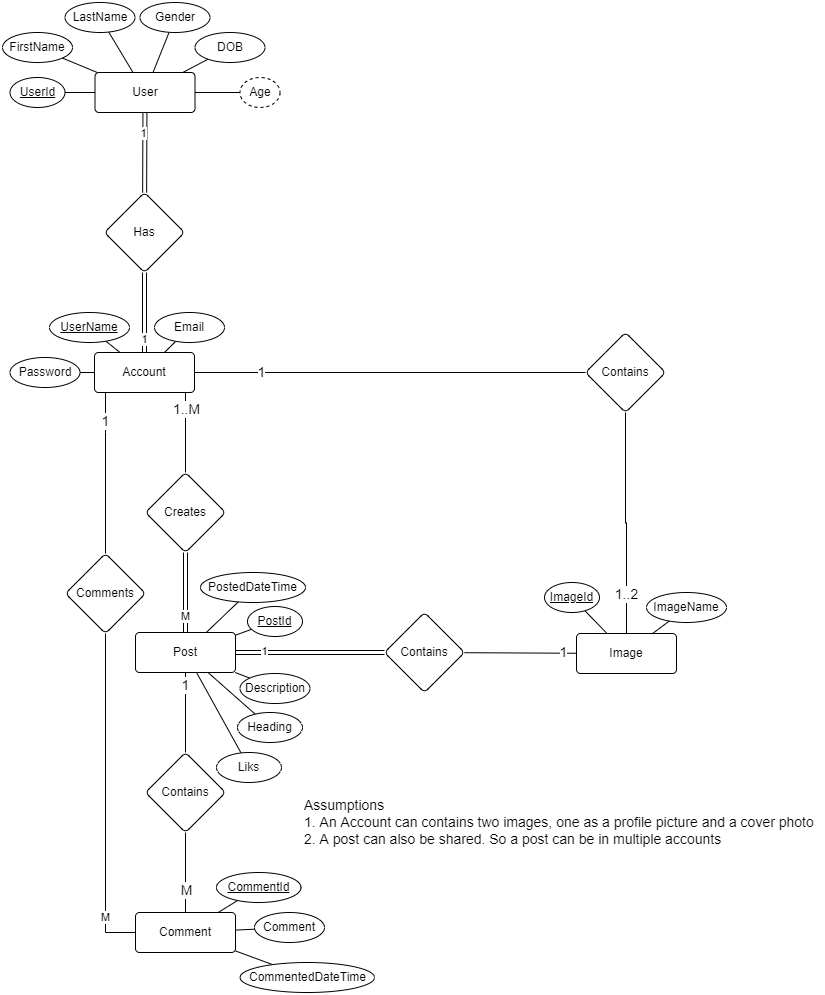 LastName
Gender
FirstName
DOB
UserId
User
Age
1
Has
1
UserName
Email
Password
Account
1
Contains
1
1..M
Creates
Comments
PostedDateTime
M
PostId
1..2
ImageId
ImageName
Post
1
Contains
1
Image
1
Description
Heading
Liks
Contains
Assumptions
1. An Account can contains two images, one as a profile picture and a cover photo
2. A post can also be shared. So a post can be in multiple accounts
M
CommentId
M
Comment
Comment
CommentedDateTime